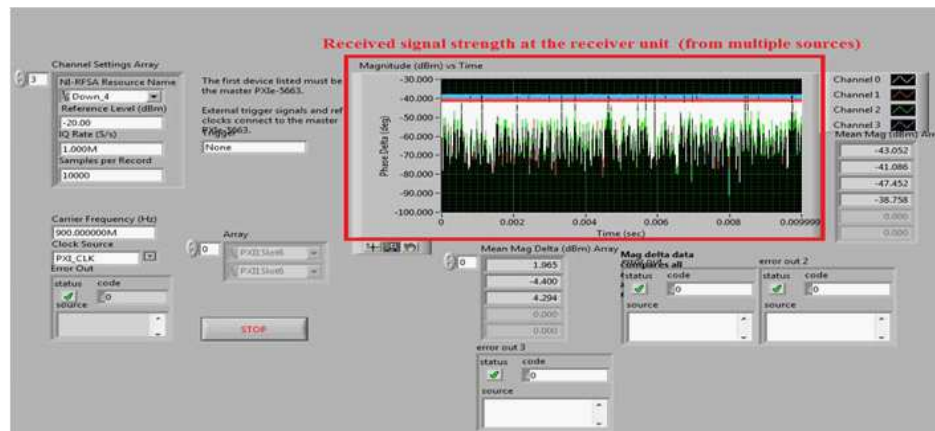 Received signal strength at the receiver unit (from multiple sources)
Channel Settings Array
3
NI-RFSA Resource Name
Down_4
Reference Level (dBm)
-20.00
IQ Rate (S/s)
1.000M
Samples per Record
10000
The first device listed must be
the master PXIe-5663.
External trigger signals and ref
clocks connect to the master
PXIe-5663.
Trigger
None
Magnitude (dBm) vs Time
Phase Delta (deg)
-30.000
-40.000
-50.000
-60.000
-70.000
-80.000
-90.000
-100.000
0
0.002
0.004
0.006
0.008
0.009999
Time (sec)
Channel 0
Channel 1
Channel 2
Channel 3
Mean Mag (dBm) Arr
-43.052
-41.086
-47.452
-38.758
0.000
0.000
Carrier Frequency (Hz)
900.000000M
Clock Source
PXI_CLK
Error Out
status code
0
source
Array
0
PXI1Slot6
PXI1Slot6
STOP
Mean Mag Delta (dBm) Array
0
1.965
-4.400
4.294
0.000
0.000
Mag delta data
compares all
status code
0
source
error out 2
status code
0
source
error out 3
status code
0
source